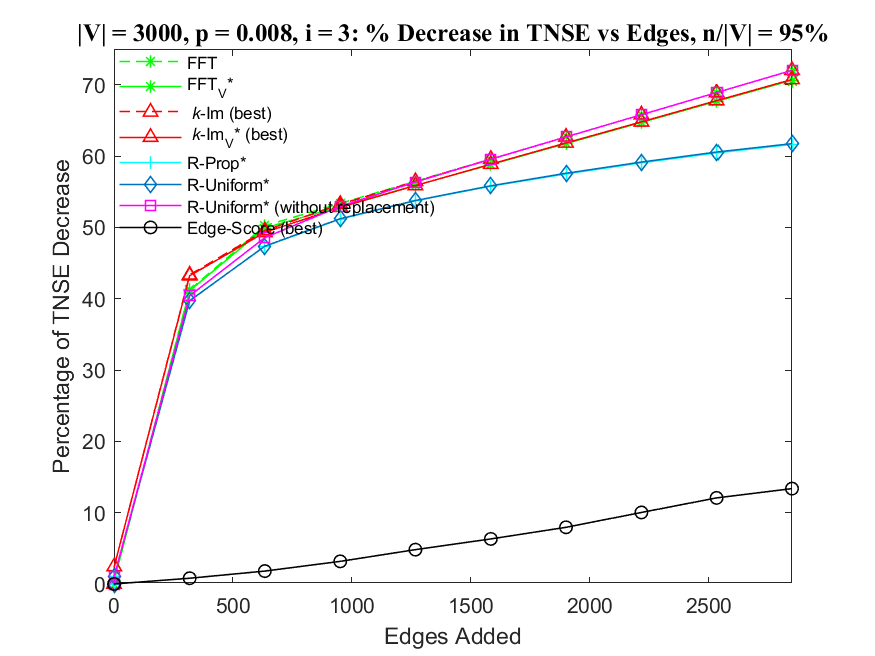 |V| = 3000, p = 0.008, i = 3: % Decrease in TNSE vs Edges, n/|V| = 95%
Percentage of TNSE Decrease
70
60
50
40
30
20
10
0
FFT
FFT_V*
k-Im (best)
k-Im_V* (best)
R-Prop*
R-Uniform*
R-Uniform* (without replacement)
Edge-Score (best)
0 500 1000 1500 2000 2500
Edges Added